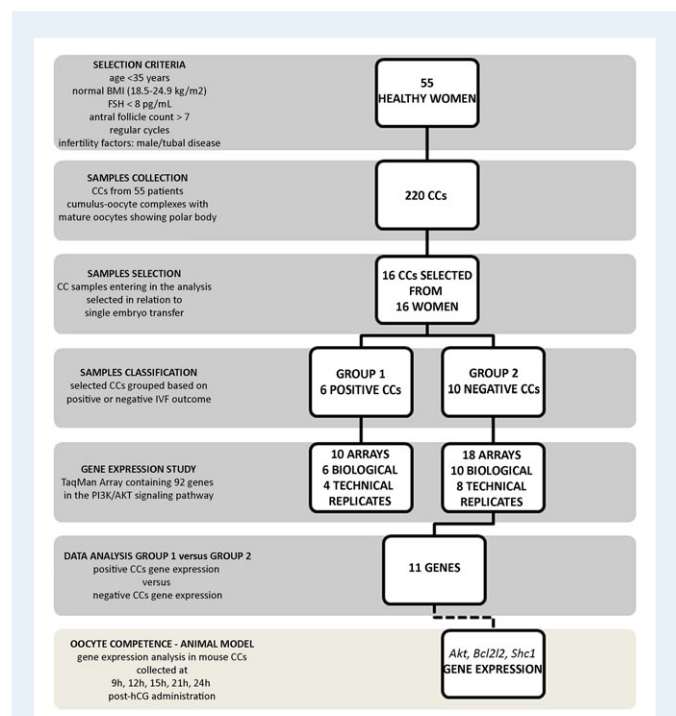 SELECTION CRITERIA
age <35 years
normal BMI (18.5-24.9 kg/m2)
FSH < 8 pg/mL
antral follicle count > 7
regular cycles
infertility factors: male/tubal disease
55
HEALTHY WOMEN
SAMPLES COLLECTION
CCs from 55 patients
cumulus-oocyte complexes with
mature oocytes showing polar body
220 CCs
SAMPLES SELECTION
CC samples entering in the analysis
selected in relation to
single embryo transfer
16 CCs SELECTED
FROM
16 WOMEN
SAMPLES CLASSIFICATION
selected CCs grouped based on
positive or negative IVF outcome
GROUP 1
6 POSITIVE CCs
GROUP 2
10 NEGATIVE CCs
GENE EXPRESSION STUDY
TaqMan Array containing 92 genes
in the PI3K/AKT signaling pathway
10 ARRAYS
6 BIOLOGICAL
4 TECHNICAL
REPLICATES
18 ARRAYS
10 BIOLOGICAL
8 TECHNICAL
REPLICATES
DATA ANALYSIS GROUP 1 versus GROUP 2
positive CCs gene expression
versus
negative CCs gene expression
11 GENES
OOCYTE COMPETENCE - ANIMAL MODEL
gene expression analysis in mouse CCs
collected at
9h, 12h, 15h, 21h, 24h
post-hCG administration
Akt, Bcl2l2, Shc1
GENE EXPRESSION